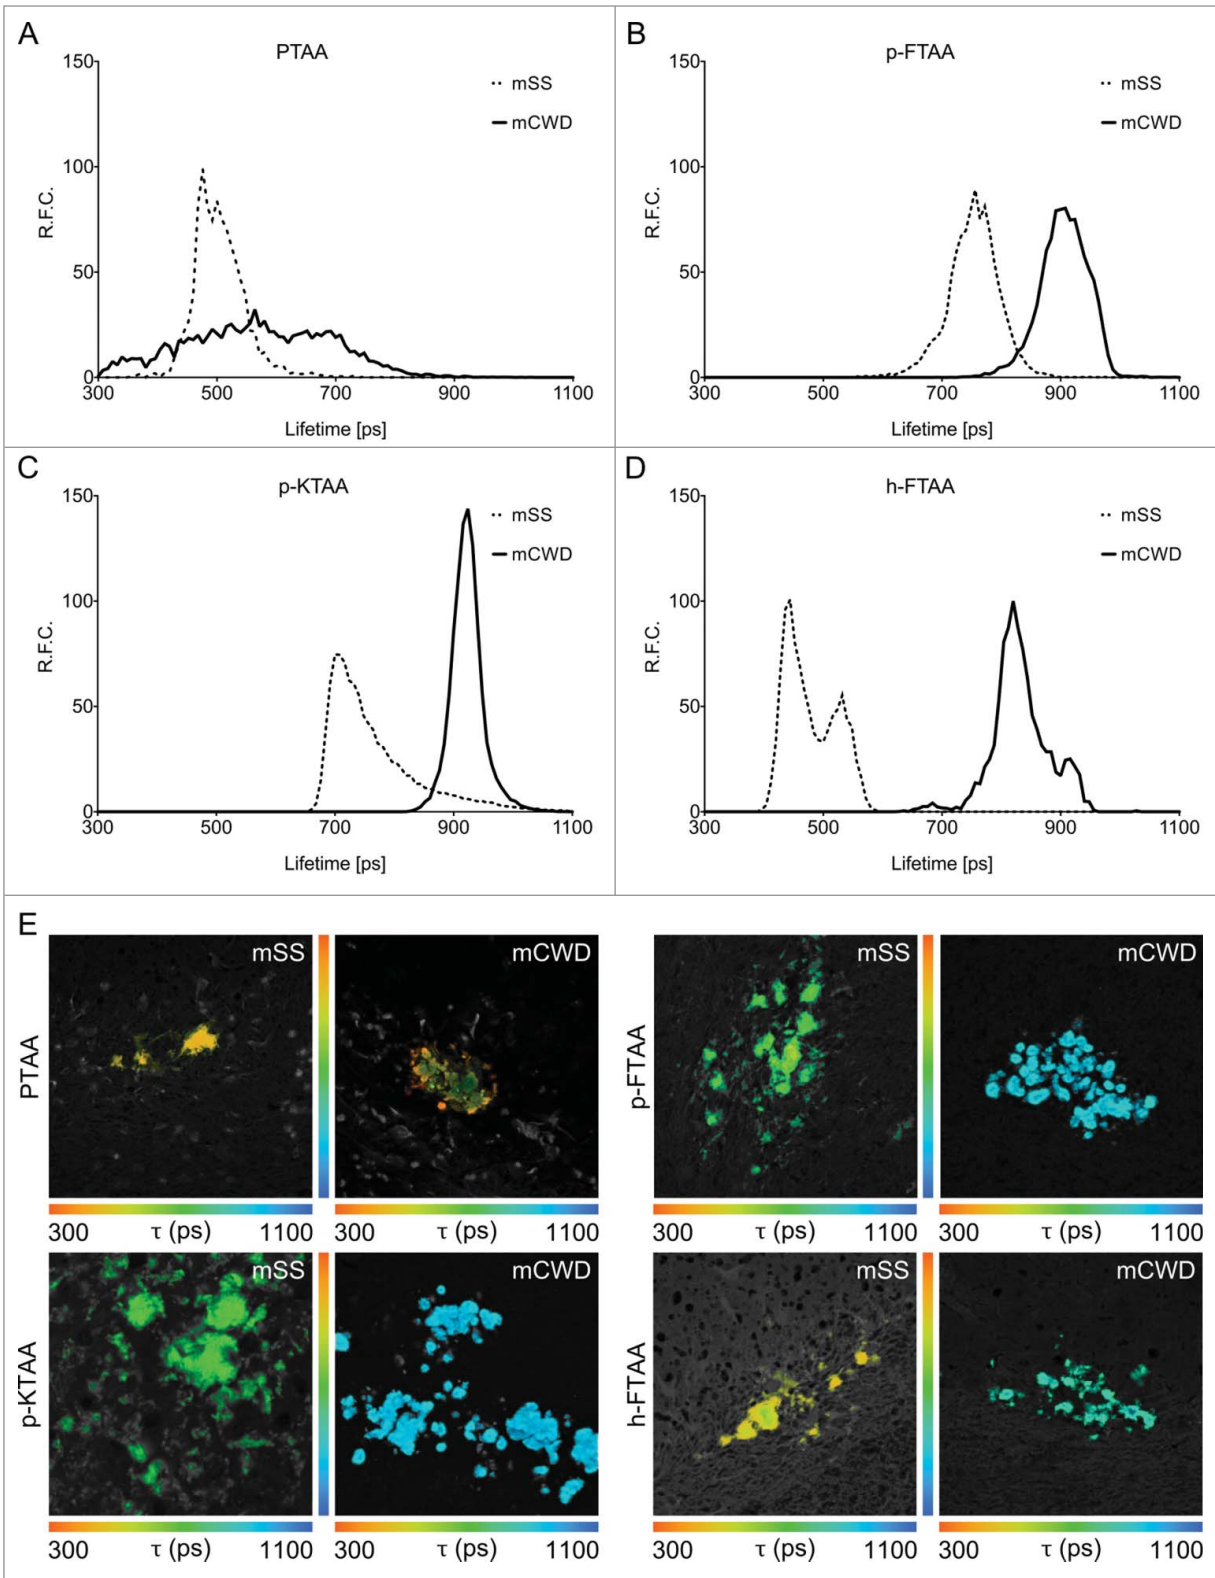 A
PTAA
150
100
50
0
R.F.C.
mSS
mCWD
300 500 700 900 1100
Lifetime [ps]
B
p-FTAA
150
100
50
0
R.F.C.
mSS
mCWD
300 500 700 900 1100
Lifetime [ps]
C
p-KTAA
150
100
50
0
R.F.C.
mSS
mCWD
300 500 700 900 1100
Lifetime [ps]
D
h-FTAA
150
100
50
0
R.F.C.
mSS
mCWD
300 500 700 900 1100
Lifetime [ps]
E
PTAA
mSS
mCWD
300 τ (ps) 1100
300 τ (ps) 1100
p-FTAA
mSS
mCWD
300 τ (ps) 1100
300 τ (ps) 1100
p-KTAA
mSS
mCWD
300 τ (ps) 1100
300 τ (ps) 1100
h-FTAA
mSS
mCWD
300 τ (ps) 1100
300 τ (ps) 1100